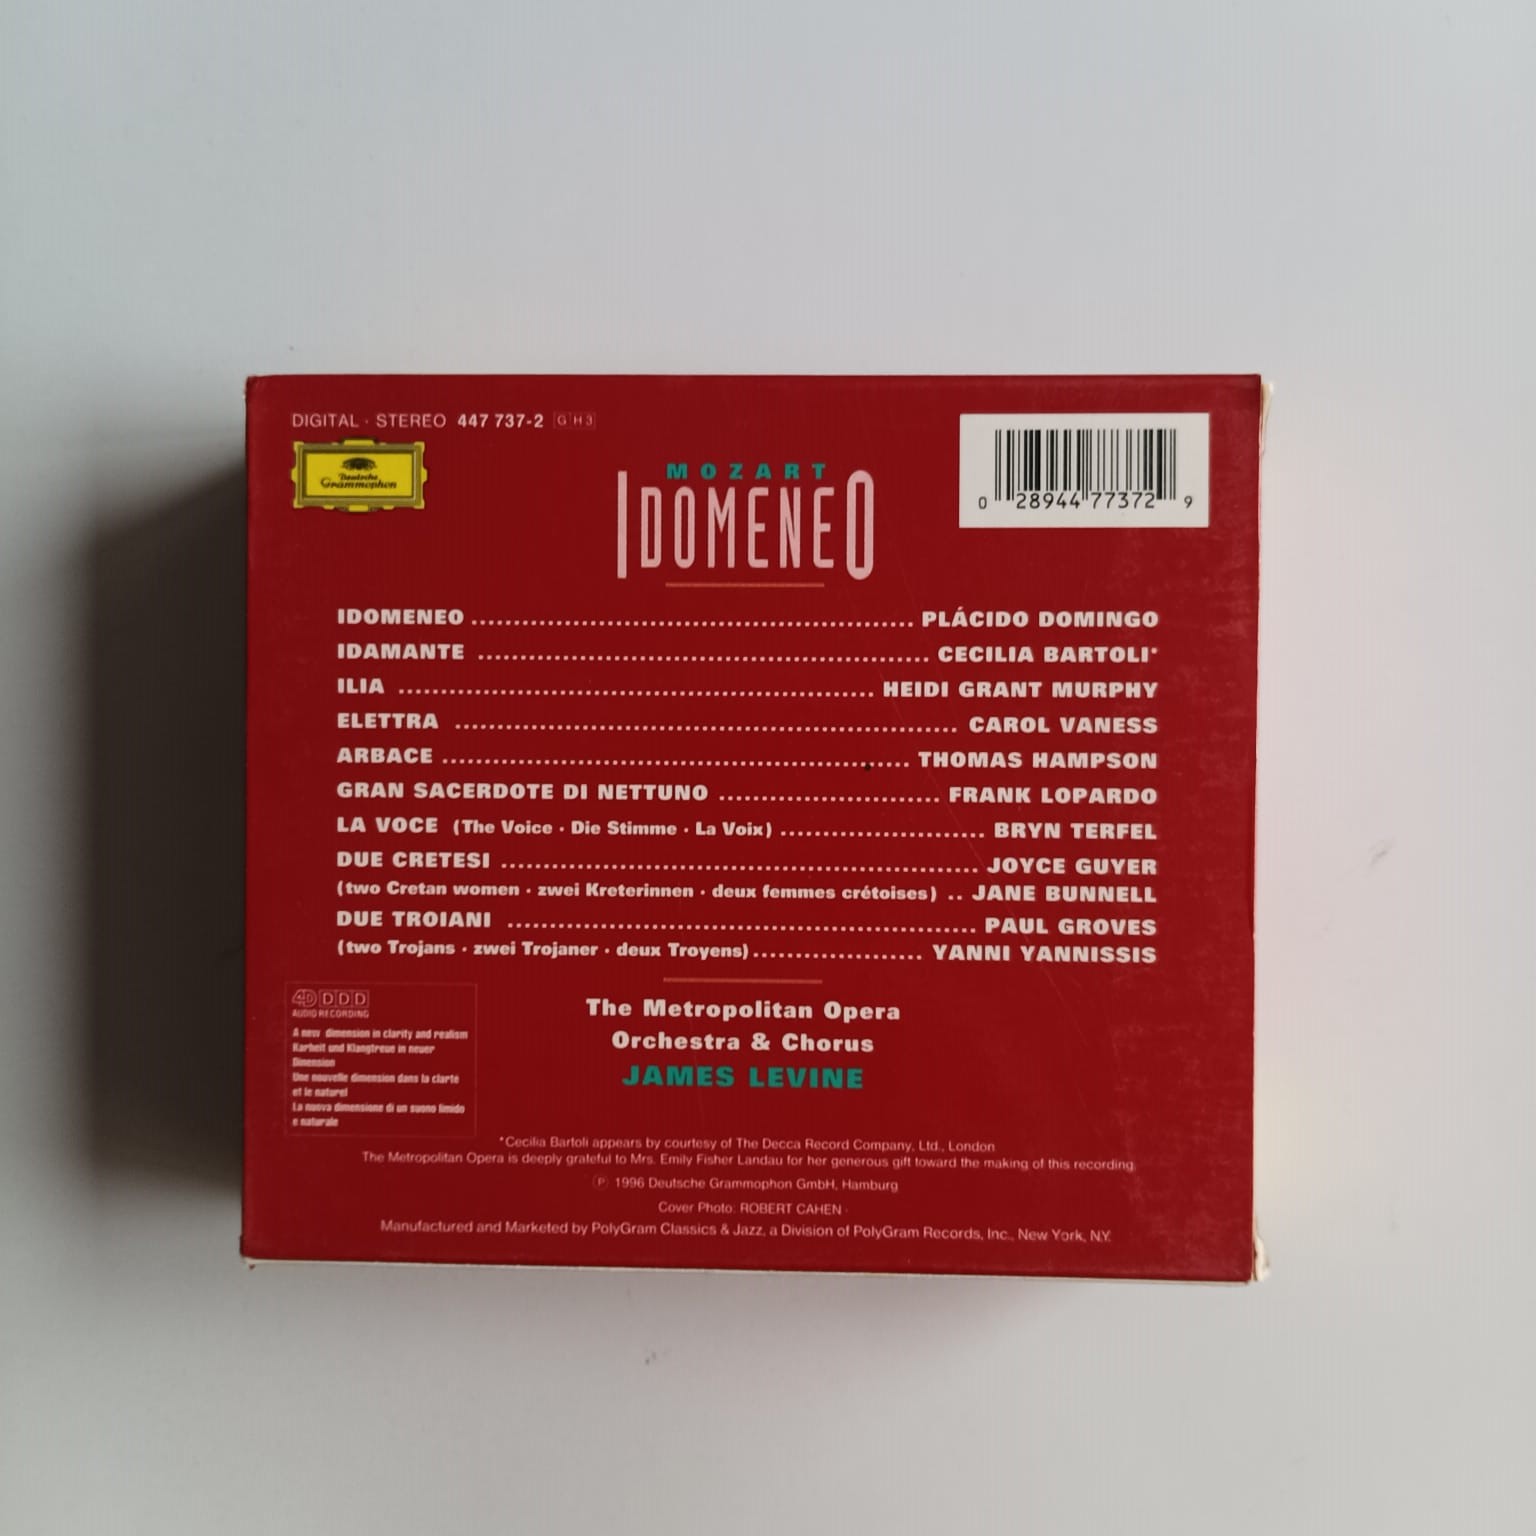 DIGITAL · STEREO 447 737-2 GH3
Deutsche
Grammophon
MOZART
IDOMENEO
0 28944 77372 9
IDOMENEO ........ PLÁCIDO DOMINGO
IDAMANTE ........ CECILIA BARTOLI*
ILIA ........ HEIDI GRANT MURPHY
ELETTRA ........ CAROL VANESS
ARBACE ........ THOMAS HAMPSON
GRAN SACERDOTE DI NETTUNO ........ FRANK LOPARDO
LA VOCE (The Voice · Die Stimme · La Voix) ........ BRYN TERFEL
DUE CRETESI ........ JOYCE GUYER
(two Cretan women · zwei Kreterinnen · deux femmes crétoises) .. JANE BUNNELL
DUE TROIANI ........ PAUL GROVES
(two Trojans · zwei Trojaner · deux Troyens) ........ YANNI YANNISSIS
The Metropolitan Opera
Orchestra & Chorus
JAMES LEVINE
4D DDD
AUDIO RECORDING
A new dimension in clarity and realism
Klarheit und Klangtreue in neuer
Dimension
Une nouvelle dimension dans la clarté
et le naturel
La nuova dimensione di un suono limido
e naturale
*Cecilia Bartoli appears by courtesy of The Decca Record Company, Ltd., London
The Metropolitan Opera is deeply grateful to Mrs. Emily Fisher Landau for her generous gift toward the making of this recording.
℗ 1996 Deutsche Grammophon GmbH, Hamburg
Cover Photo: ROBERT CAHEN
Manufactured and Marketed by PolyGram Classics & Jazz, a Division of PolyGram Records, Inc., New York, N.Y.